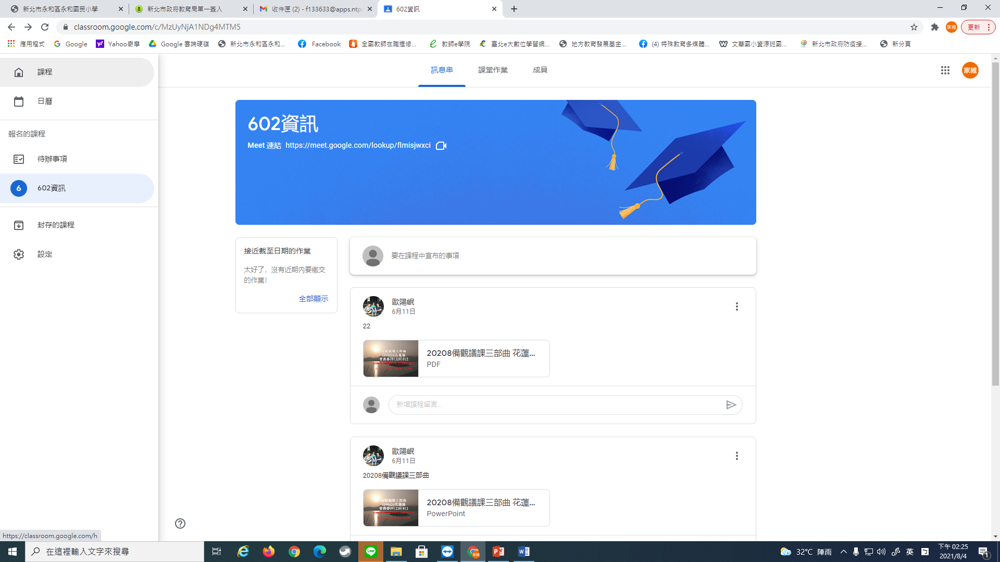 新北市永和區永和國民小學
新北市政府教育局單一簽入
收件匣 (2) - f133633@apps.ntpc
602資訊
classroom.google.com/c/MzUyNjA1NDg4MTM5
更新
應用程式
Google
Yahoo奇摩
Google 雲端硬碟
新北市永和區永和...
Facebook
全國教師在職進修...
教師e學院
臺北e大數位學習網...
地方教育發展基金...
(4) 特殊教育多媒體...
文華國小資源班國...
新北市政府防疫接...
新分頁
課程
日曆
報名的課程
待辦事項
6
602資訊
封存的課程
設定
訊息串
課堂作業
成員
家維
602資訊
Meet 連結 https://meet.google.com/lookup/flmisjwxci
接近截至日期的作業
太好了，沒有近期內要繳交
的作業！
全部顯示
要在課程中宣布的事項
歐陽岷
6月11日
22
20208備觀議課三部曲 花蓮...
PDF
新增課程留言...
歐陽岷
6月11日
20208備觀議課三部曲
20208備觀議課三部曲 花蓮...
PowerPoint
https://classroom.google.com/h
在這裡輸入文字來搜尋
32°C 陣雨
英
下午 02:25
2021/8/4
1